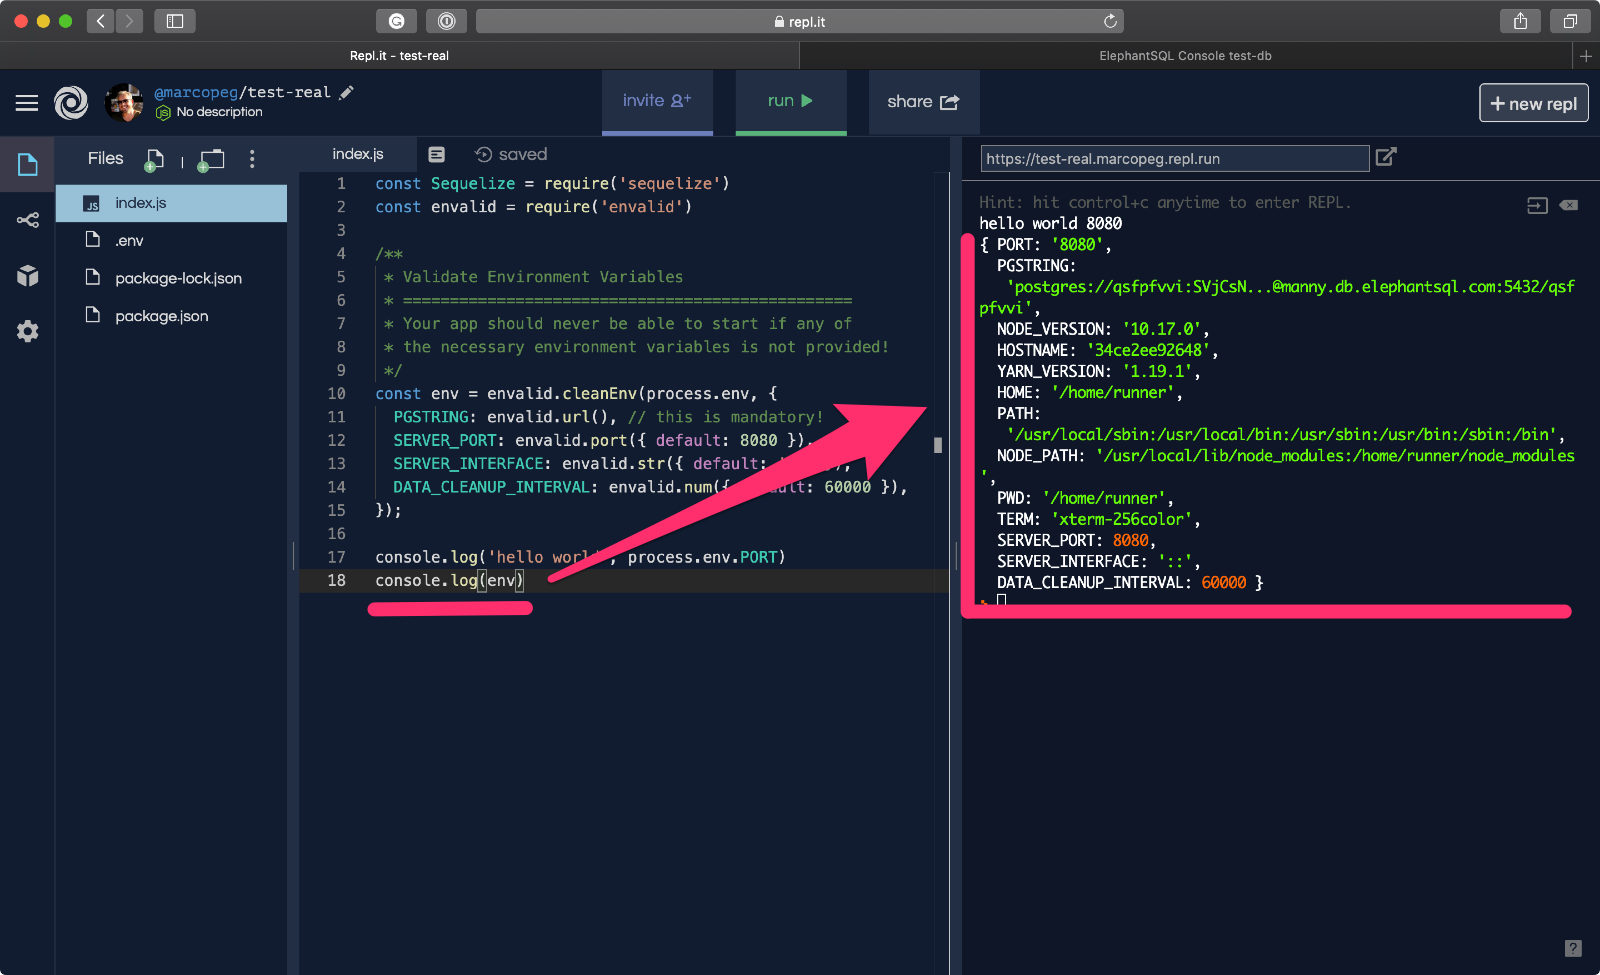 repl.it
Repl.it - test-real
ElephantSQL Console test-db
@marcopeg/test-real
No description
invite
run
share
+ new repl
Files
index.js
saved
index.js
.env
package-lock.json
package.json
1 const Sequelize = require('sequelize')
2 const envalid = require('envalid')
3
4 /**
5 * Validate Environment Variables
6 * ================================================
7 * Your app should never be able to start if any of
8 * the necessary environment variables is not provided!
9 */
10 const env = envalid.cleanEnv(process.env, {
11 PGSTRING: envalid.url(), // this is mandatory!
12 SERVER_PORT: envalid.port({ default: 8080 }),
13 SERVER_INTERFACE: envalid.str({ default: ),
14 DATA_CLEANUP_INTERVAL: envalid.num({ t: 60000 }),
15 });
16
17 console.log('hello world', process.env.PORT)
18 console.log(env)
https://test-real.marcopeg.repl.run
Hint: hit control+c anytime to enter REPL.
hello world 8080
{ PORT: '8080',
PGSTRING:
'postgres://qsfpfvvi:SVjCsN...@manny.db.elephantsql.com:5432/qsf
pfvvi',
NODE_VERSION: '10.17.0',
HOSTNAME: '34ce2ee92648',
YARN_VERSION: '1.19.1',
HOME: '/home/runner',
PATH:
'/usr/local/sbin:/usr/local/bin:/usr/sbin:/usr/bin:/sbin:/bin',
NODE_PATH: '/usr/local/lib/node_modules:/home/runner/node_modules
',
PWD: '/home/runner',
TERM: 'xterm-256color',
SERVER_PORT: 8080,
SERVER_INTERFACE: '::',
DATA_CLEANUP_INTERVAL: 60000 }
?